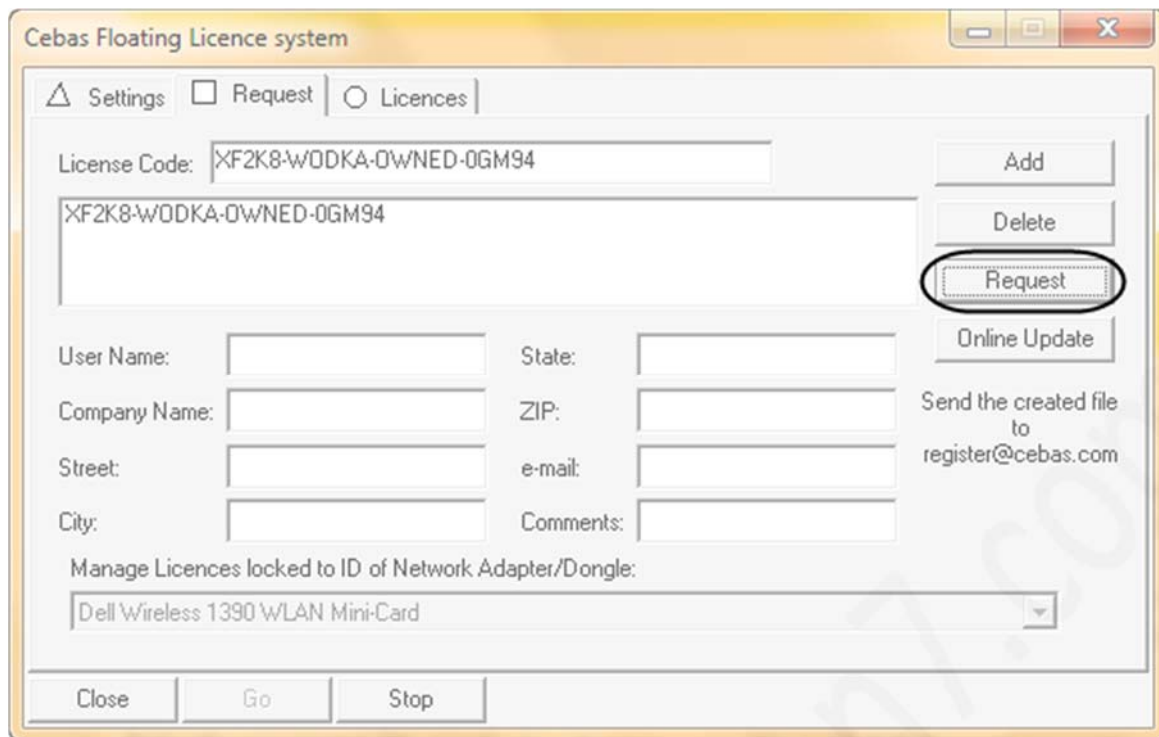 Cebas Floating Licence system
Settings Request Licences
License Code: XF2K8-WODKA-OWNED-0GM94 Add
XF2K8-WODKA-OWNED-0GM94
Delete
Request
Online Update
User Name: State:
Company Name: ZIP:
Street: e-mail:
City: Comments:
Send the created file
to
register@cebas.com
Manage Licences locked to ID of Network Adapter/Dongle:
Dell Wireless 1390 WLAN Mini-Card
Close Go Stop